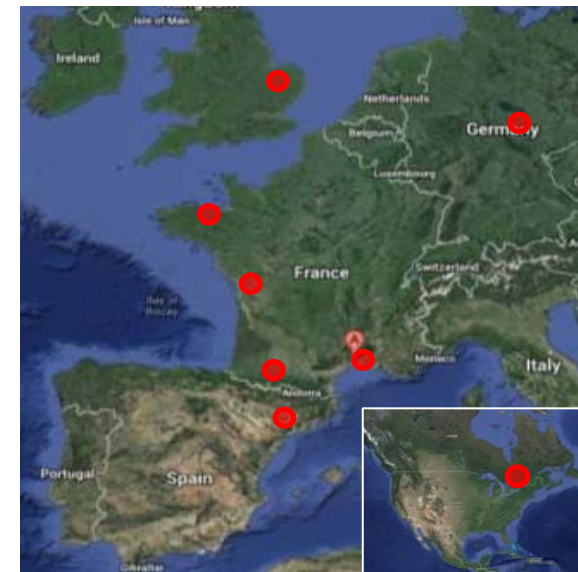 Isle of Man
Ireland
Netherlands
Belgium
Germany
Luxembourg
France
Switzerland
Bay of
Biscay
A
Monaco
Italy
Andorra
Portugal
Spain
Gibraltar